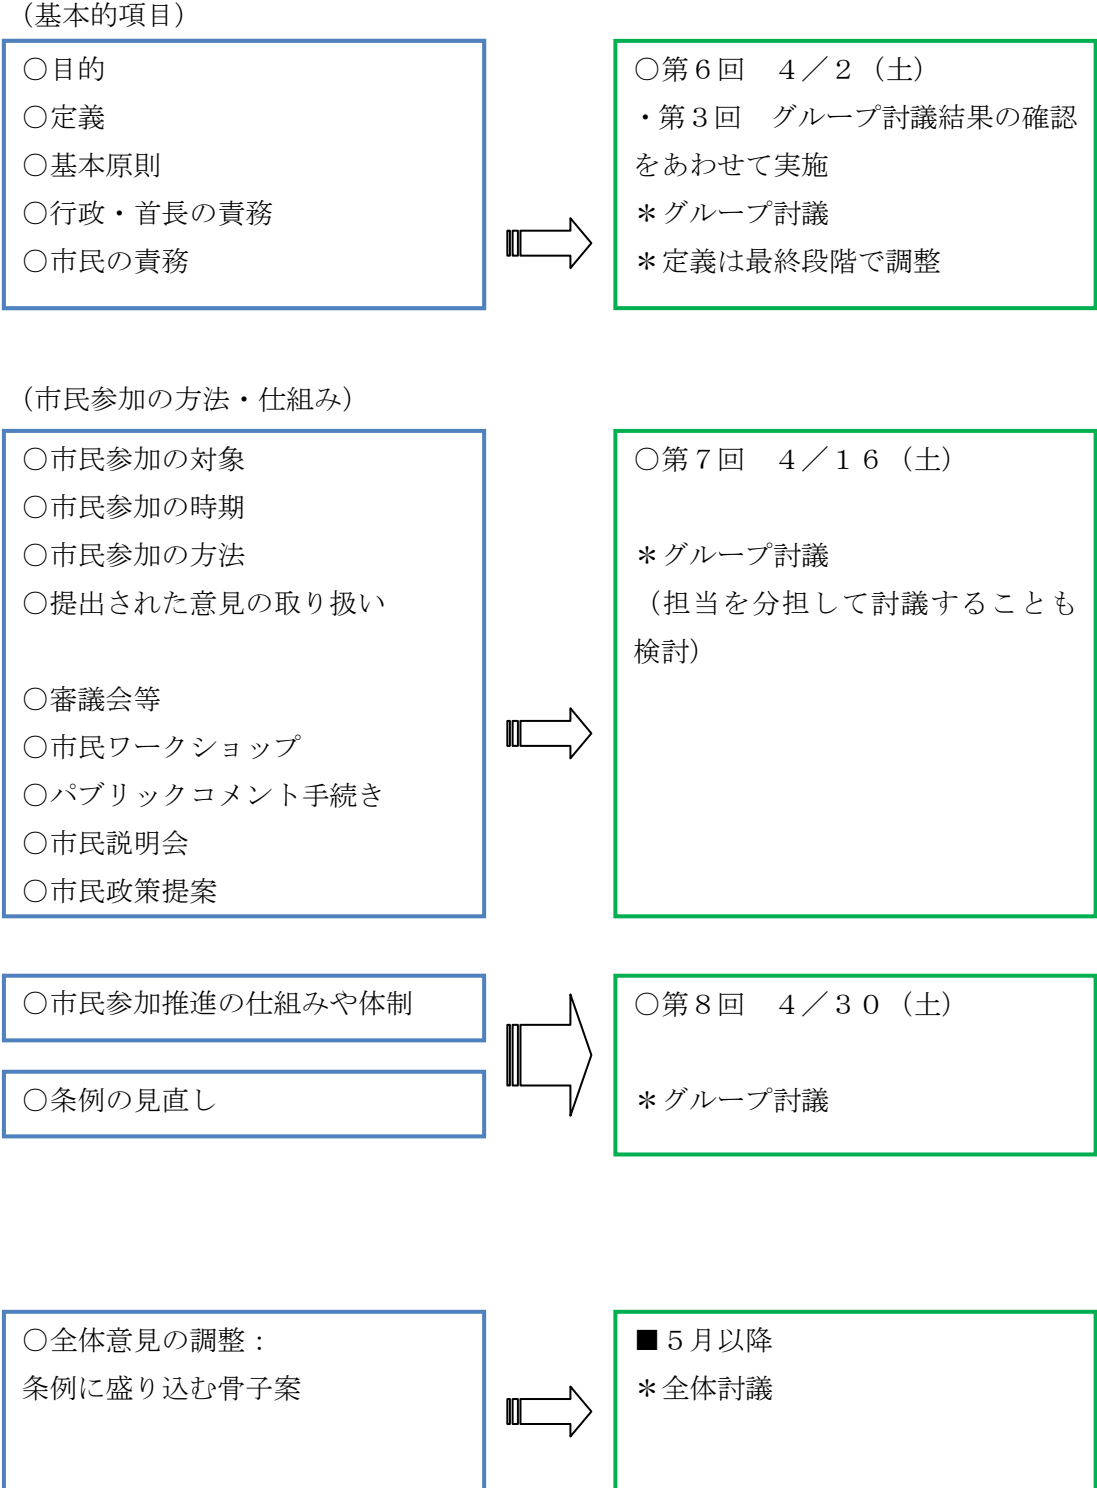 （基本的項目）
○目的
○定義
○基本原則
○行政・首長の責務
○市民の責務
○第６回　４／２（土）
・第３回　グループ討議結果の確認
をあわせて実施
＊グループ討議
＊定義は最終段階で調整
（市民参加の方法・仕組み）
○市民参加の対象
○市民参加の時期
○市民参加の方法
○提出された意見の取り扱い
○審議会等
○市民ワークショップ
○パブリックコメント手続き
○市民説明会
○市民政策提案
○第７回　４／１６（土）
＊グループ討議
（担当を分担して討議することも
検討）
○市民参加推進の仕組みや体制
○条例の見直し
○第８回　４／３０（土）
＊グループ討議
○全体意見の調整：
条例に盛り込む骨子案
■５月以降
＊全体討議